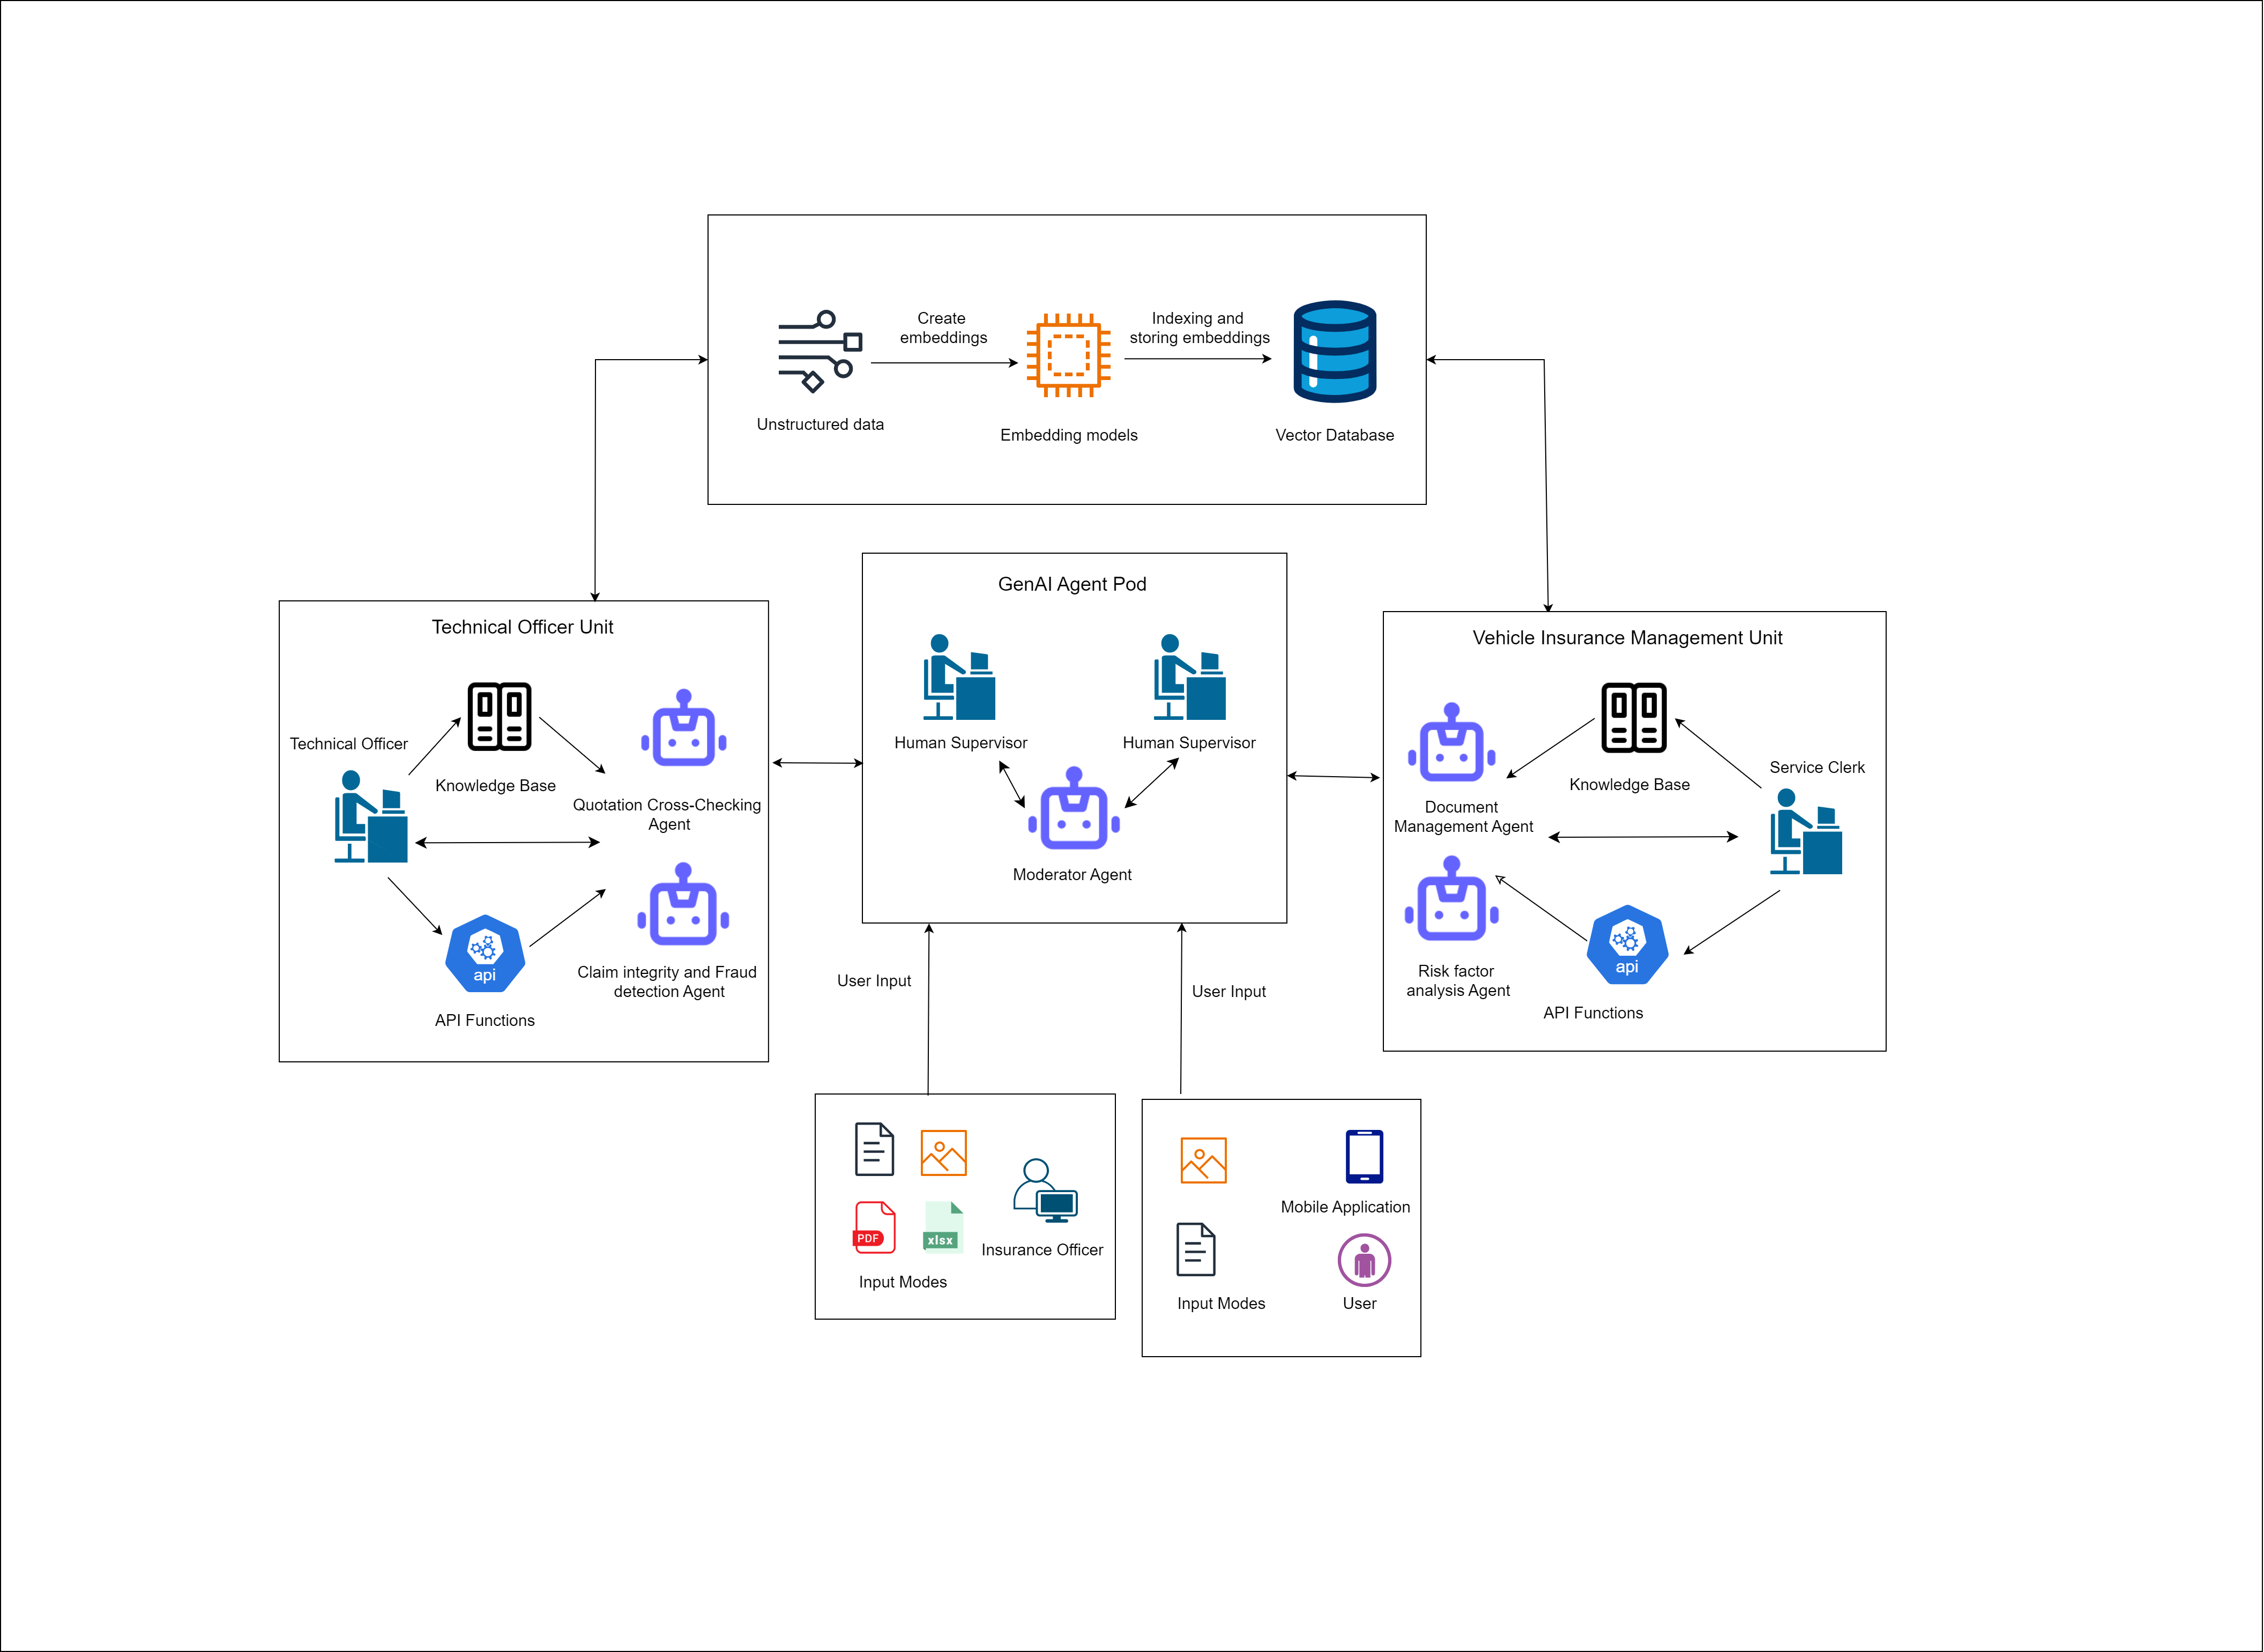 Create
embeddings
Indexing and
storing embeddings
Unstructured data
Embedding models
Vector Database
Technical Officer Unit
Technical Officer
Knowledge Base
Quotation Cross-Checking
Agent
api
API Functions
Claim integrity and Fraud
detection Agent
GenAI Agent Pod
Human Supervisor
Human Supervisor
Moderator Agent
Vehicle Insurance Management Unit
Document
Management Agent
Knowledge Base
Service Clerk
Risk factor
analysis Agent
api
API Functions
User Input
User Input
PDF
xlsx
Insurance Officer
Input Modes
Mobile Application
Input Modes
User